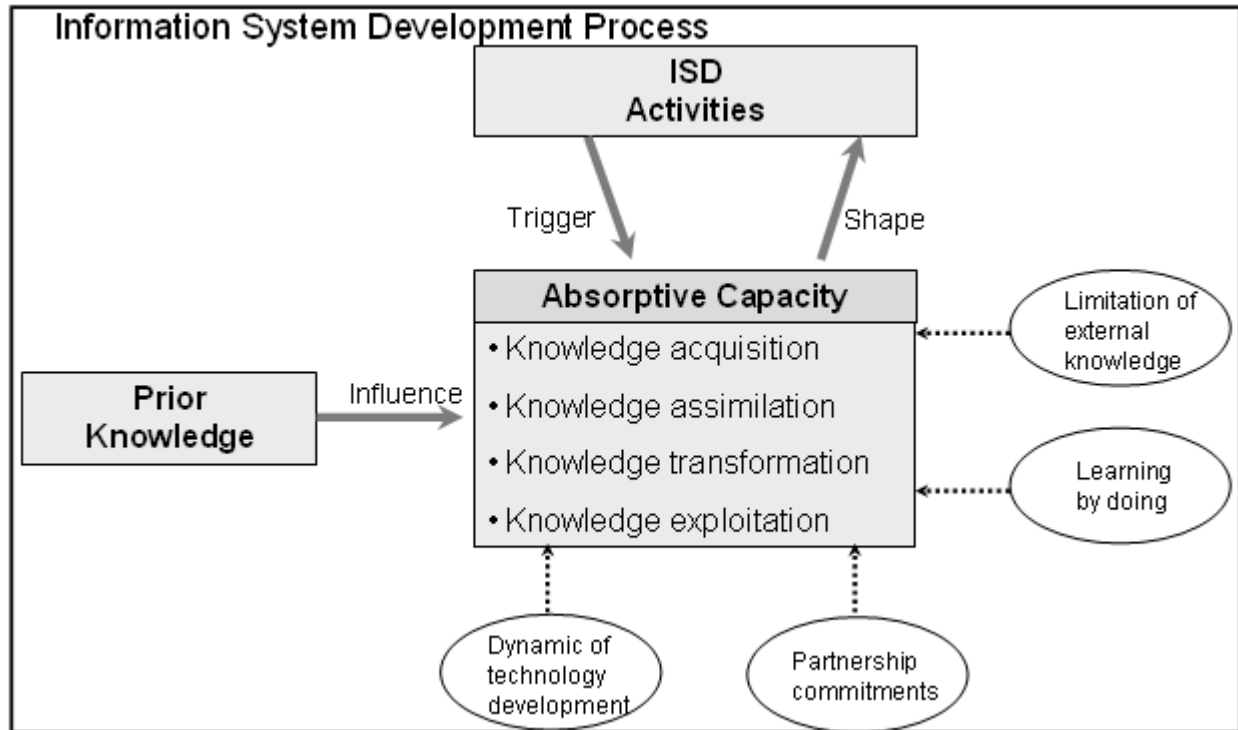 Information System Development Process
ISD
Activities
Trigger
Shape
Absorptive Capacity
• Knowledge acquisition
• Knowledge assimilation
• Knowledge transformation
• Knowledge exploitation
Prior
Knowledge
Influence
Limitation of
external
knowledge
Learning
by doing
Dynamic of
technology
development
Partnership
commitments